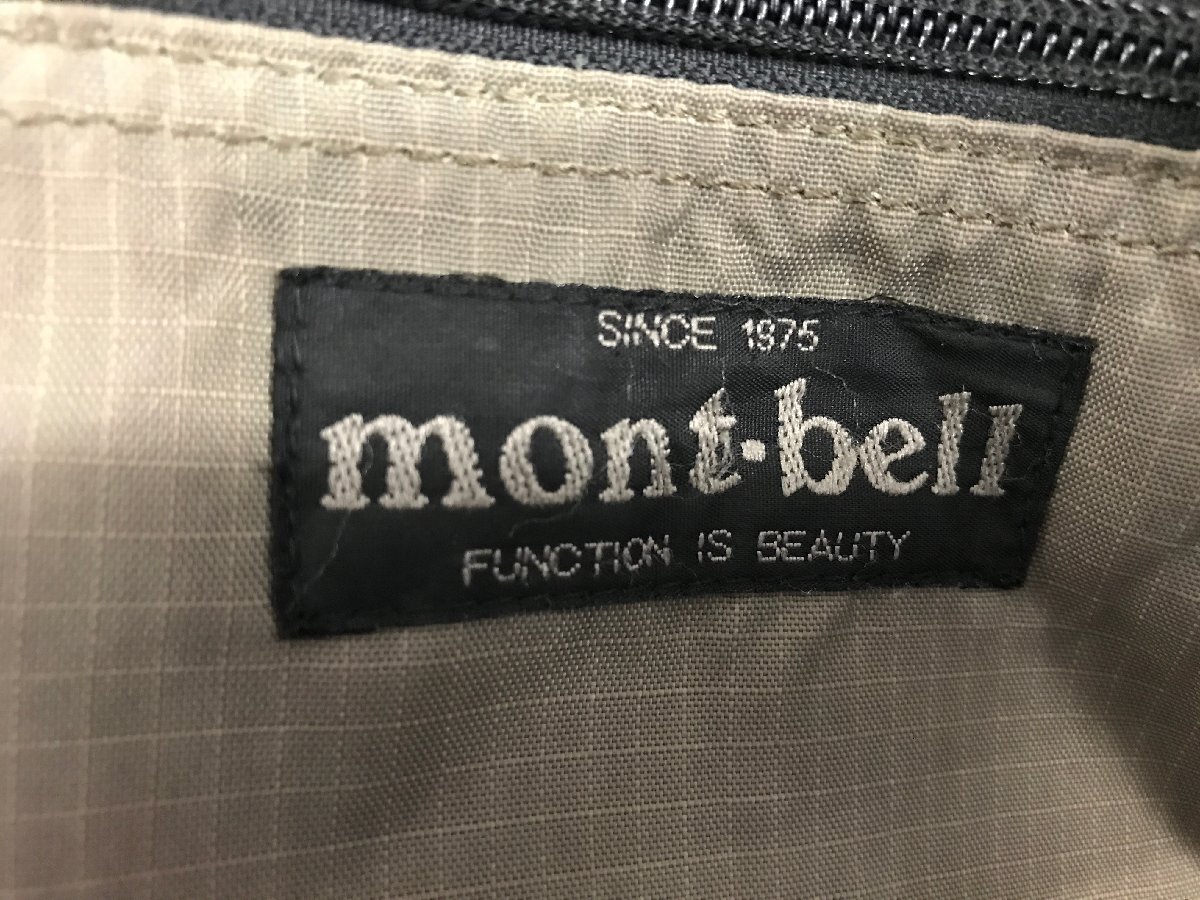 SINCE 1975
mont·bell
FUNCTION IS BEAUTY